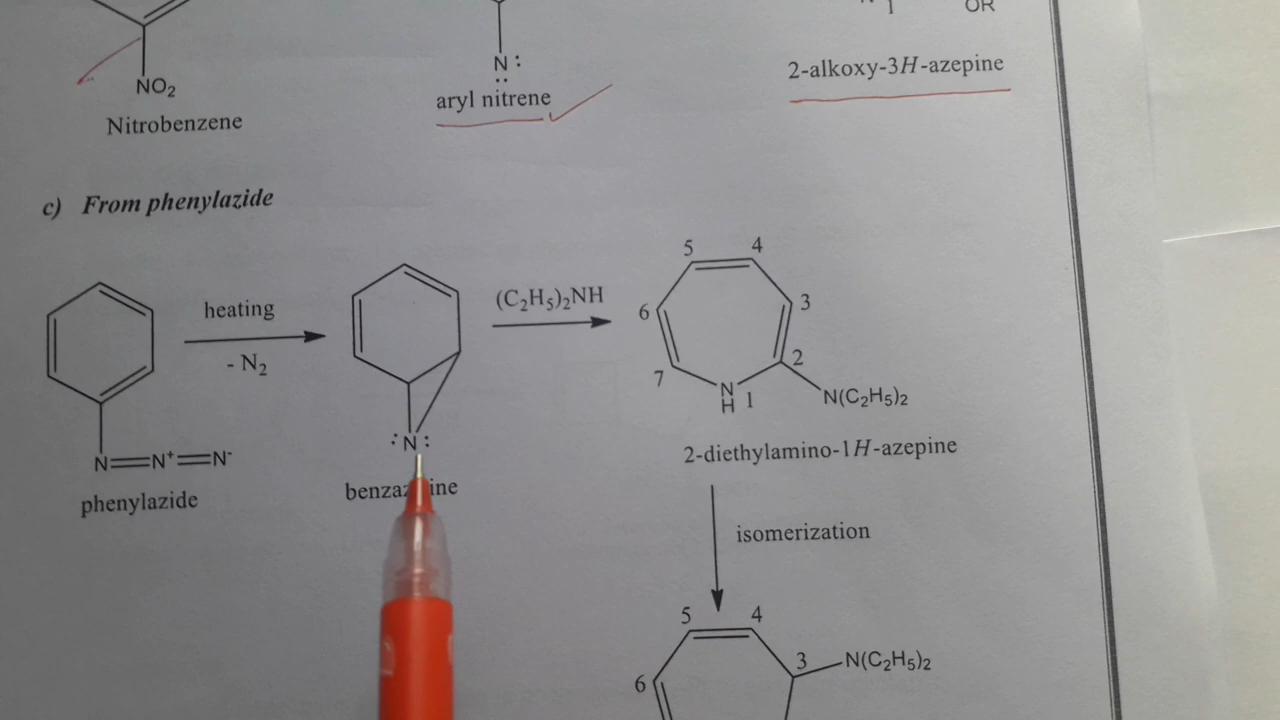 1
OR
N:
NO2
2-alkoxy-3H-azepine
aryl nitrene
Nitrobenzene
c) From phenylazide
5 4
heating
(C2H5)2NH
6 3
- N2
2
7
N
H 1
N(C2H5)2
:N:
N=N+=N-
2-diethylamino-1H-azepine
phenylazide
isomerization
5 4
3 N(C2H5)2
6